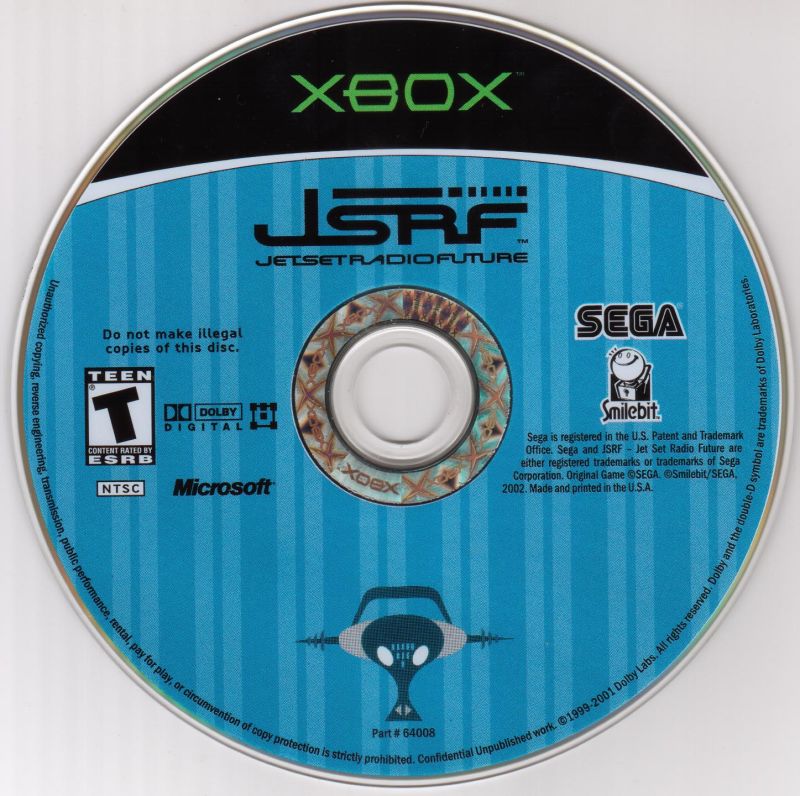 XBOX™
JSRF™
JETSETRADIOFUTURE
Do not make illegal
copies of this disc.
TEEN
T
®
CONTENT RATED BY
ESRB
DOLBY
DIGITAL
NTSC
Microsoft®
SEGA®
Smilebit.
Sega is registered in the U.S. Patent and Trademark
Office. Sega and JSRF - Jet Set Radio Future are
either registered trademarks or trademarks of Sega
Corporation. Original Game ©SEGA. ©Smilebit/SEGA,
2002. Made and printed in the U.S.A.
XBOX
Part # 64008
Unauthorized copying, reverse engineering, transmission, public performance, rental, pay for play, or circumvention of copy protection is strictly prohibited. Confidential Unpublished work. ©1999-2001 Dolby Labs. All rights reserved. Dolby and the double-D symbol are trademarks of Dolby Laboratories.